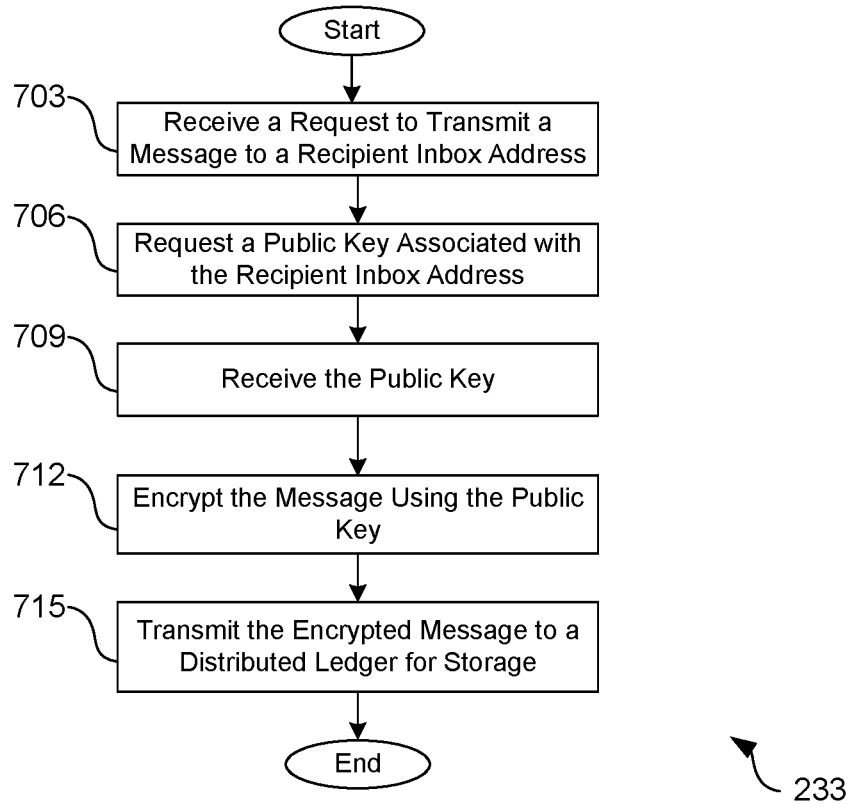 Start
703
Receive a Request to Transmit a
Message to a Recipient Inbox Address
706
Request a Public Key Associated with
the Recipient Inbox Address
709
Receive the Public Key
712
Encrypt the Message Using the Public
Key
715
Transmit the Encrypted Message to a
Distributed Ledger for Storage
End
233